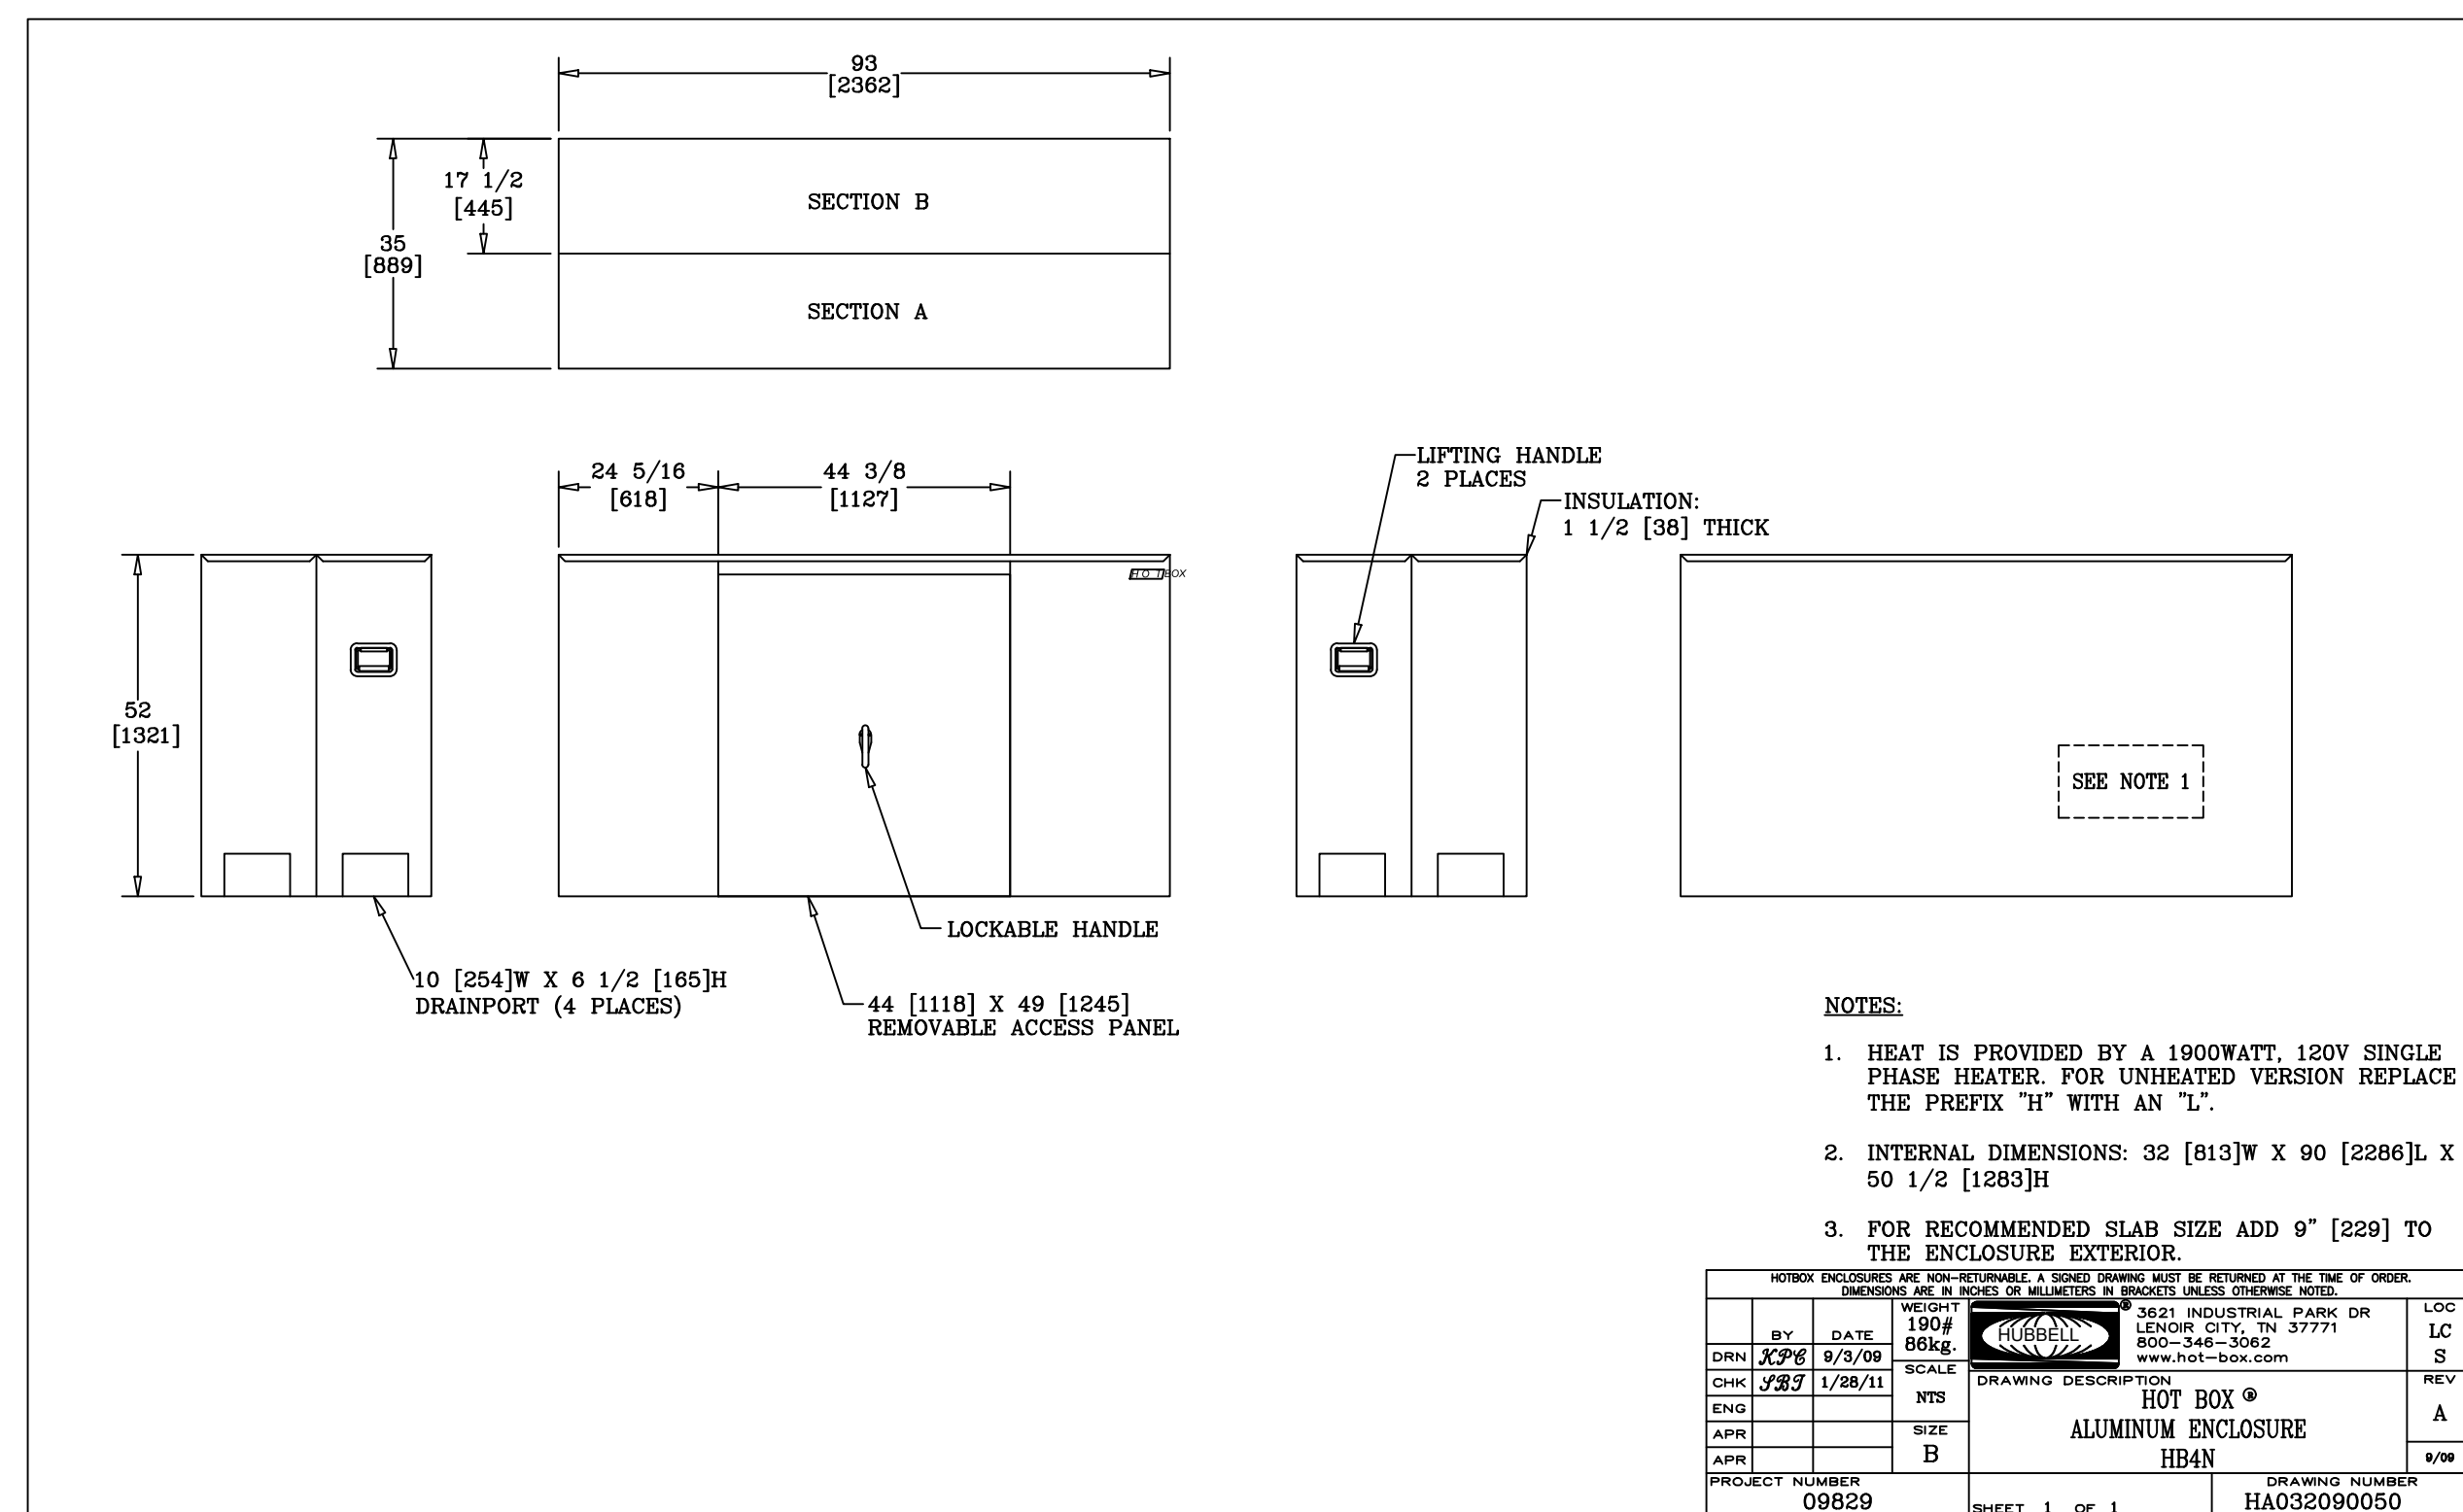 93
[2362]
17 1/2
[445]
35
[889]
SECTION B
SECTION A
24 5/16
[618]
44 3/8
[1127]
LIFTING HANDLE
2 PLACES
INSULATION:
1 1/2 [38] THICK
HOTBOX
52
[1321]
SEE NOTE 1
LOCKABLE HANDLE
10 [254]W X 6 1/2 [165]H
DRAINPORT (4 PLACES)
44 [1118] X 49 [1245]
REMOVABLE ACCESS PANEL
NOTES:
1. HEAT IS PROVIDED BY A 1900WATT, 120V SINGLE
PHASE HEATER. FOR UNHEATED VERSION REPLACE
THE PREFIX "H" WITH AN "L".
2. INTERNAL DIMENSIONS: 32 [813]W X 90 [2286]L X
50 1/2 [1283]H
3. FOR RECOMMENDED SLAB SIZE ADD 9" [229] TO
THE ENCLOSURE EXTERIOR.
HOTBOX ENCLOSURES ARE NON-RETURNABLE. A SIGNED DRAWING MUST BE RETURNED AT THE TIME OF ORDER.
DIMENSIONS ARE IN INCHES OR MILLIMETERS IN BRACKETS UNLESS OTHERWISE NOTED.
BY DATE
DRN KPC 9/3/09
CHK SBT 1/28/11
ENG
APR
APR
WEIGHT
190#
86kg.
SCALE
NTS
SIZE
B
HUBBELL ®
3621 INDUSTRIAL PARK DR
LENOIR CITY, TN 37771
800-346-3062
www.hot-box.com
LOC
LC
S
DRAWING DESCRIPTION
HOT BOX ®
ALUMINUM ENCLOSURE
HB4N
REV
A
9/09
PROJECT NUMBER
09829
SHEET 1 OF 1
DRAWING NUMBER
HA032090050